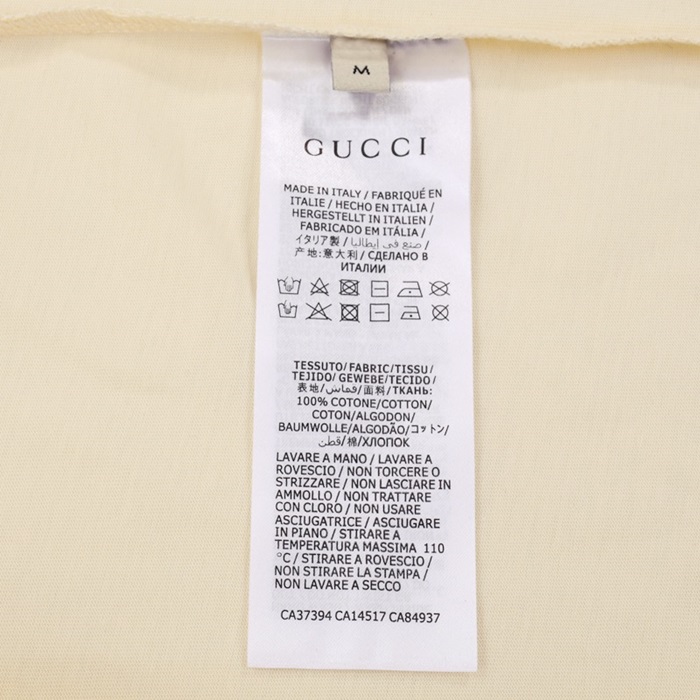 M
GUCCI
MADE IN ITALY / FABRIQUÉ EN
ITALIE / HECHO EN ITALIA /
HERGESTELLT IN ITALIEN /
FABRICADO EM ITÁLIA /
イタリア製 / صنع في إيطاليا /
产地:意大利 / СДЕЛАНО В
ИТАЛИИ
TESSUTO/FABRIC/TISSU/
TEJIDO/GEWEBE/TECIDO/
表地/قماش/面料/ТКАНЬ:
100% COTONE/COTTON/
COTON/ALGODON/
BAUMWOLLE/ALGODÃO/コットン/
قطن/棉/ХЛОПОК
LAVARE A MANO / LAVARE A
ROVESCIO / NON TORCERE O
STRIZZARE / NON LASCIARE IN
AMMOLLO / NON TRATTARE
CON CLORO / NON USARE
ASCIUGATRICE / ASCIUGARE
IN PIANO / STIRARE A
TEMPERATURA MASSIMA 110
°C / STIRARE A ROVESCIO /
NON STIRARE LA STAMPA /
NON LAVARE A SECCO
CA37394 CA14517 CA84937